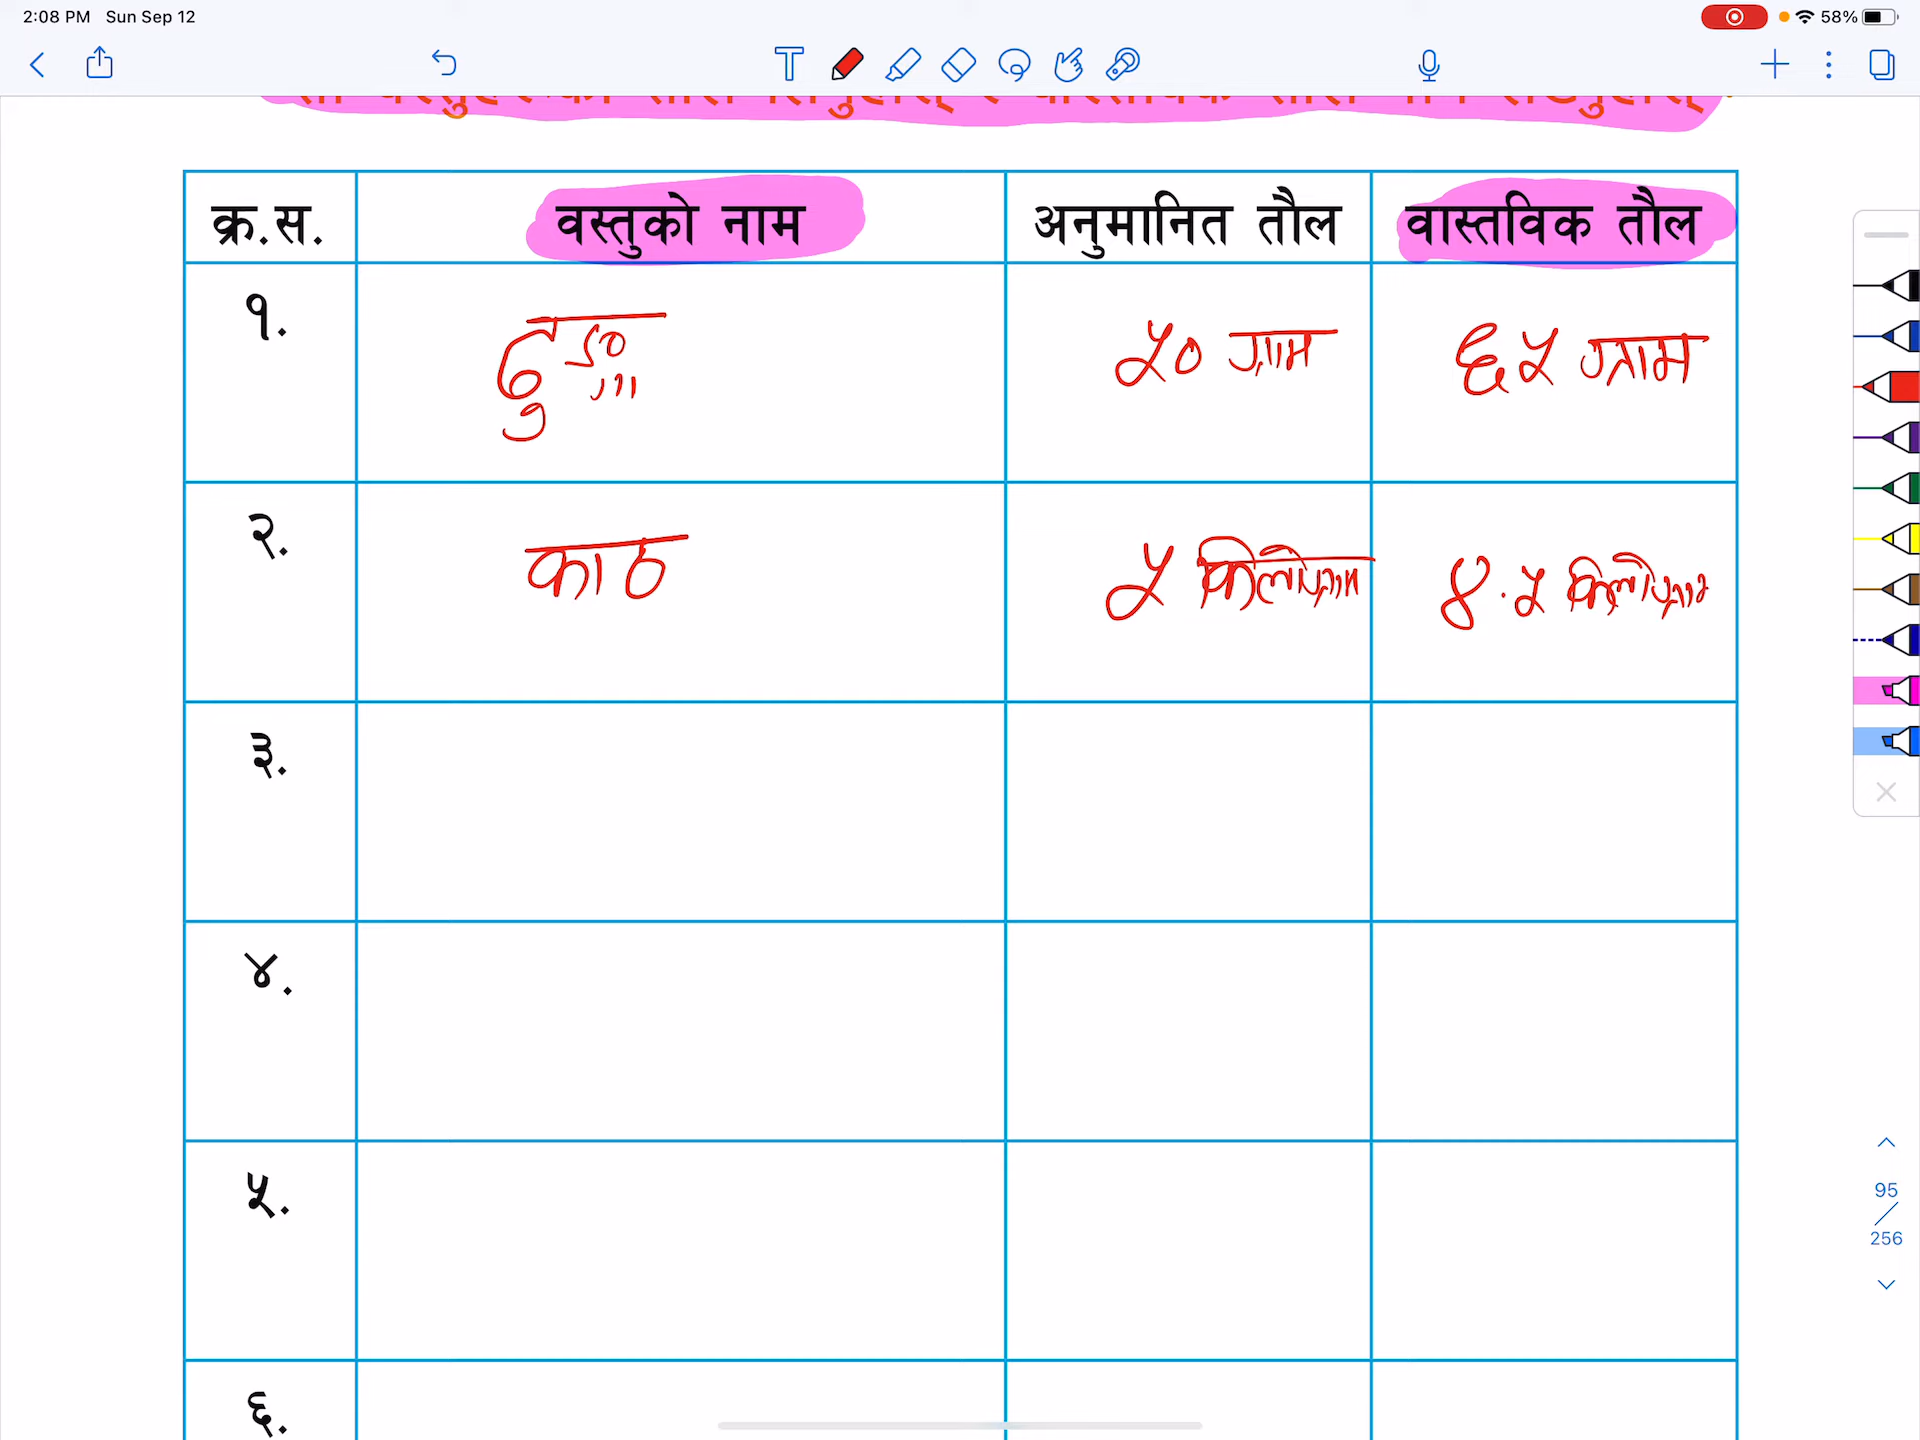 2:08 PM Sun Sep 12 58%
क्र.स. वस्तुको नाम अनुमानित तौल वास्तविक तौल
१. ५० ग्राम ६५ ग्राम
२. काठ ५ किलोग्राम ४.५ किलोग्राम
३.
४.
५.
६.
95
256